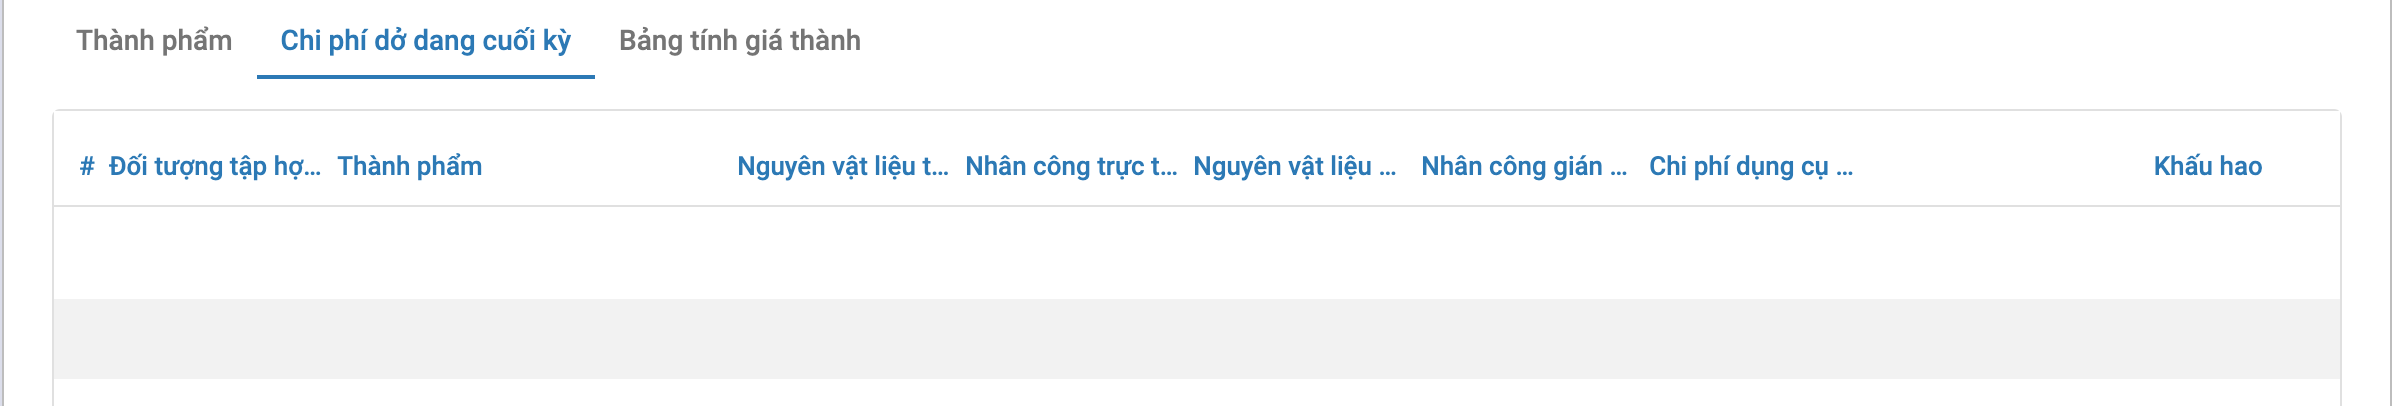 Thành phẩm Chi phí dở dang cuối kỳ Bảng tính giá thành
# Đối tượng tập hợ... Thành phẩm Nguyên vật liệu t... Nhân công trực t... Nguyên vật liệu ... Nhân công gián ... Chi phí dụng cụ ... Khấu hao